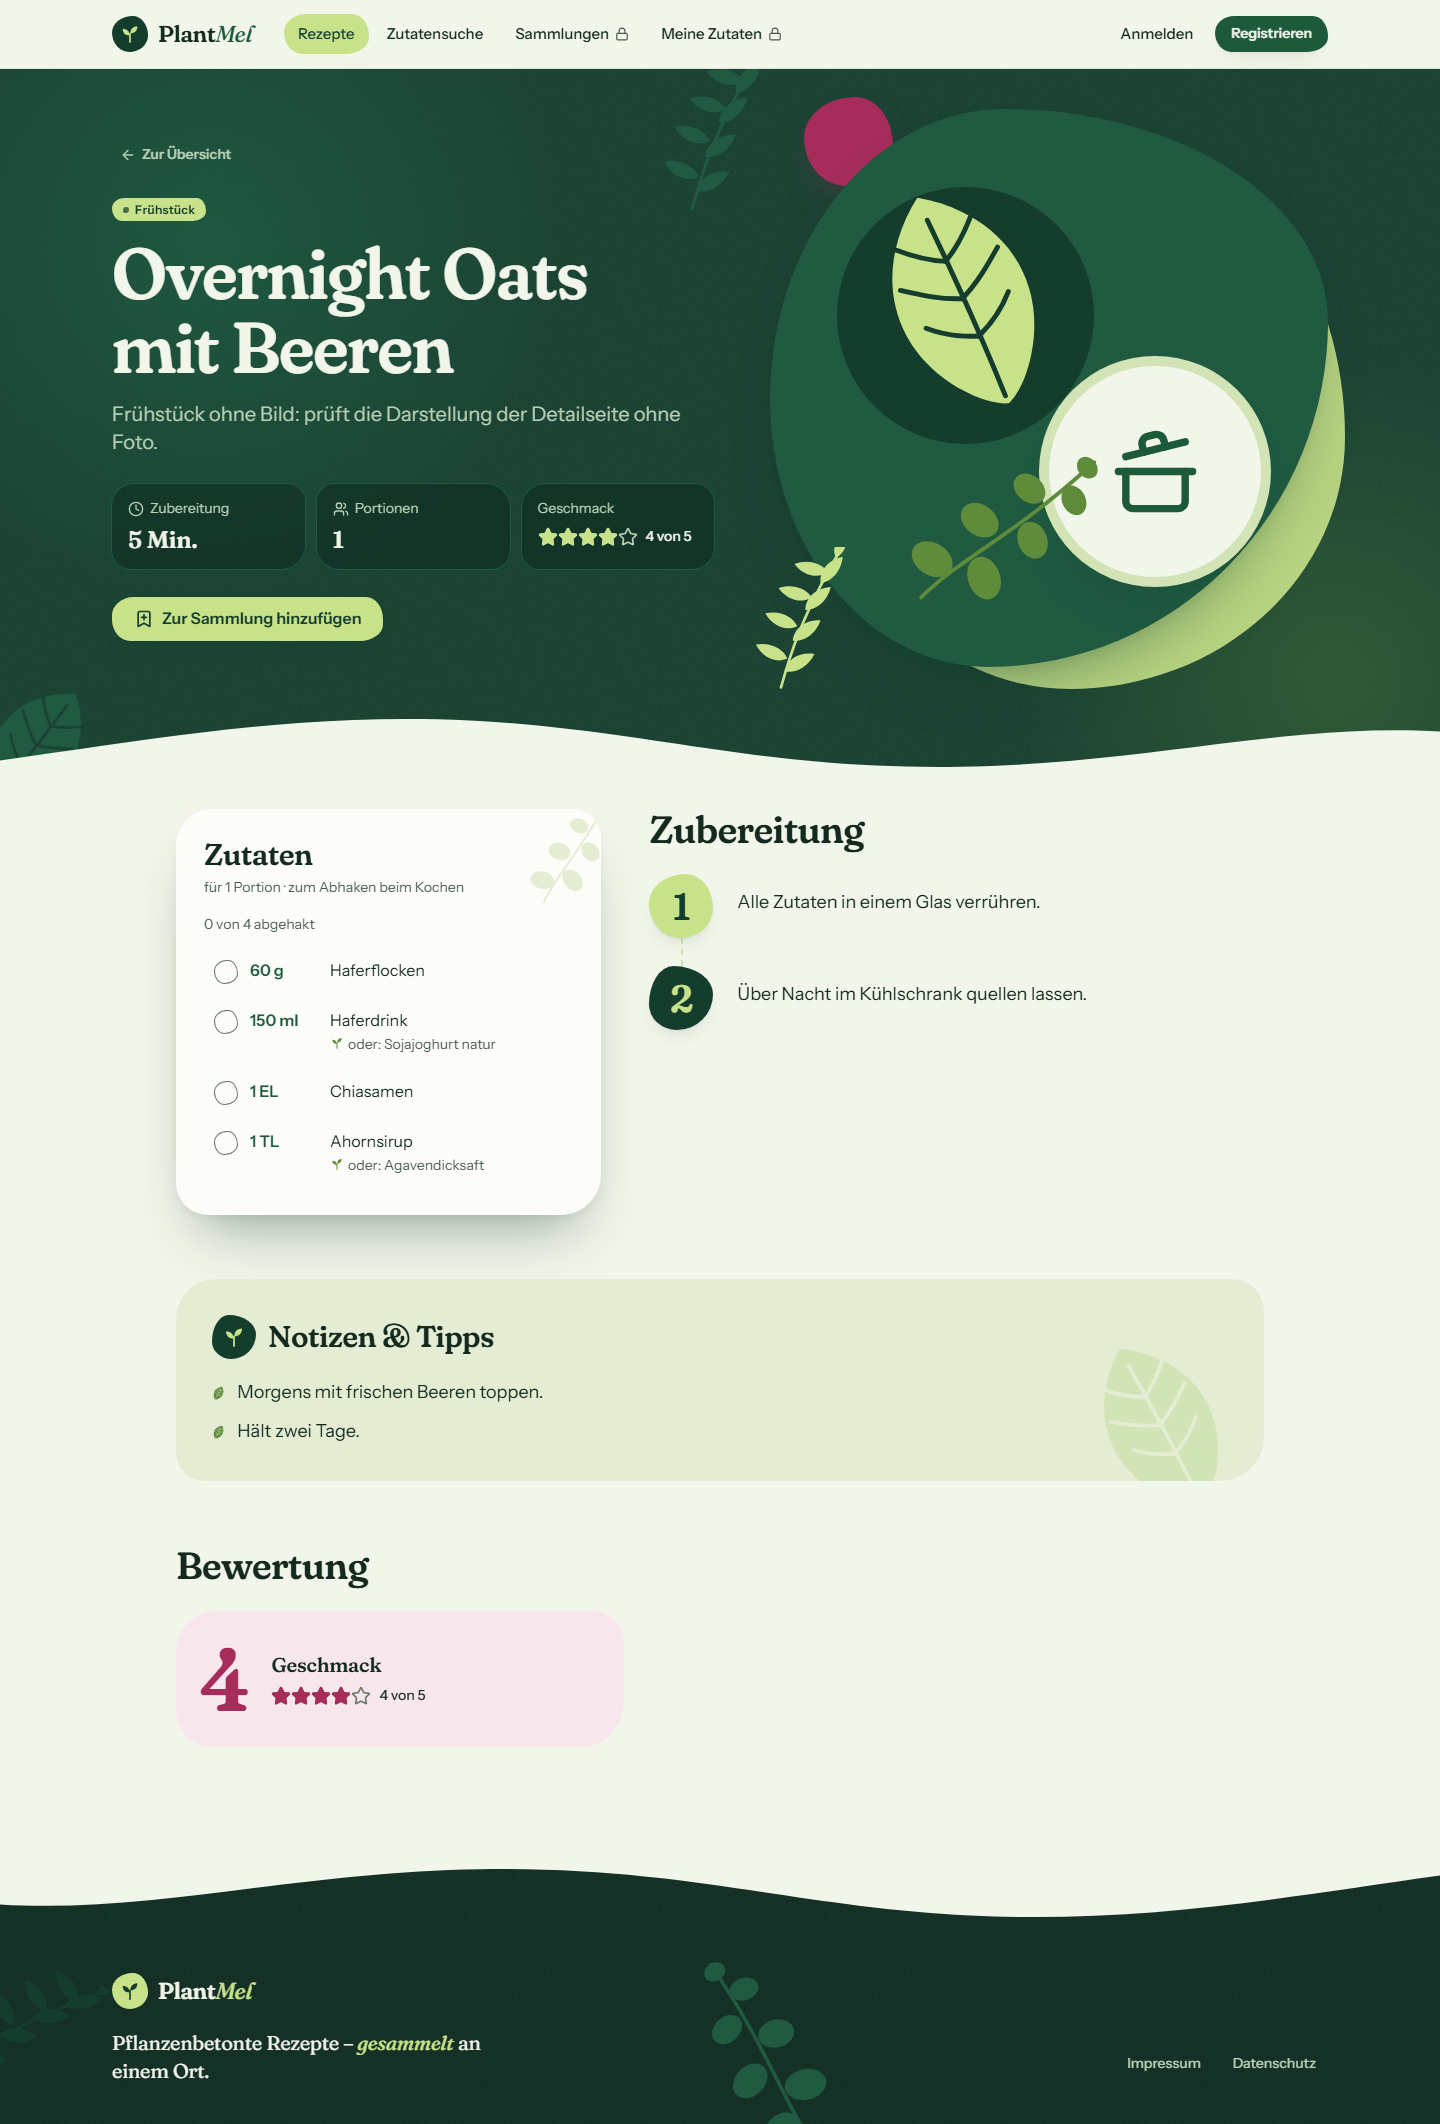 PlantMel Rezepte Zutatensuche Sammlungen Meine Zutaten Anmelden Registrieren
Zur Übersicht
Frühstück
Overnight Oats
mit Beeren
Frühstück ohne Bild: prüft die Darstellung der Detailseite ohne
Foto.
Zubereitung
5 Min.
Portionen
1
Geschmack
4 von 5
Zur Sammlung hinzufügen
Zutaten
für 1 Portion · zum Abhaken beim Kochen
0 von 4 abgehakt
60 g Haferflocken
150 ml Haferdrink
oder: Sojajoghurt natur
1 EL Chiasamen
1 TL Ahornsirup
oder: Agavendicksaft
Zubereitung
1 Alle Zutaten in einem Glas verrühren.
2 Über Nacht im Kühlschrank quellen lassen.
Notizen & Tipps
Morgens mit frischen Beeren toppen.
Hält zwei Tage.
Bewertung
4
Geschmack
4 von 5
PlantMel
Pflanzenbetonte Rezepte – gesammelt an
einem Ort.
Impressum Datenschutz